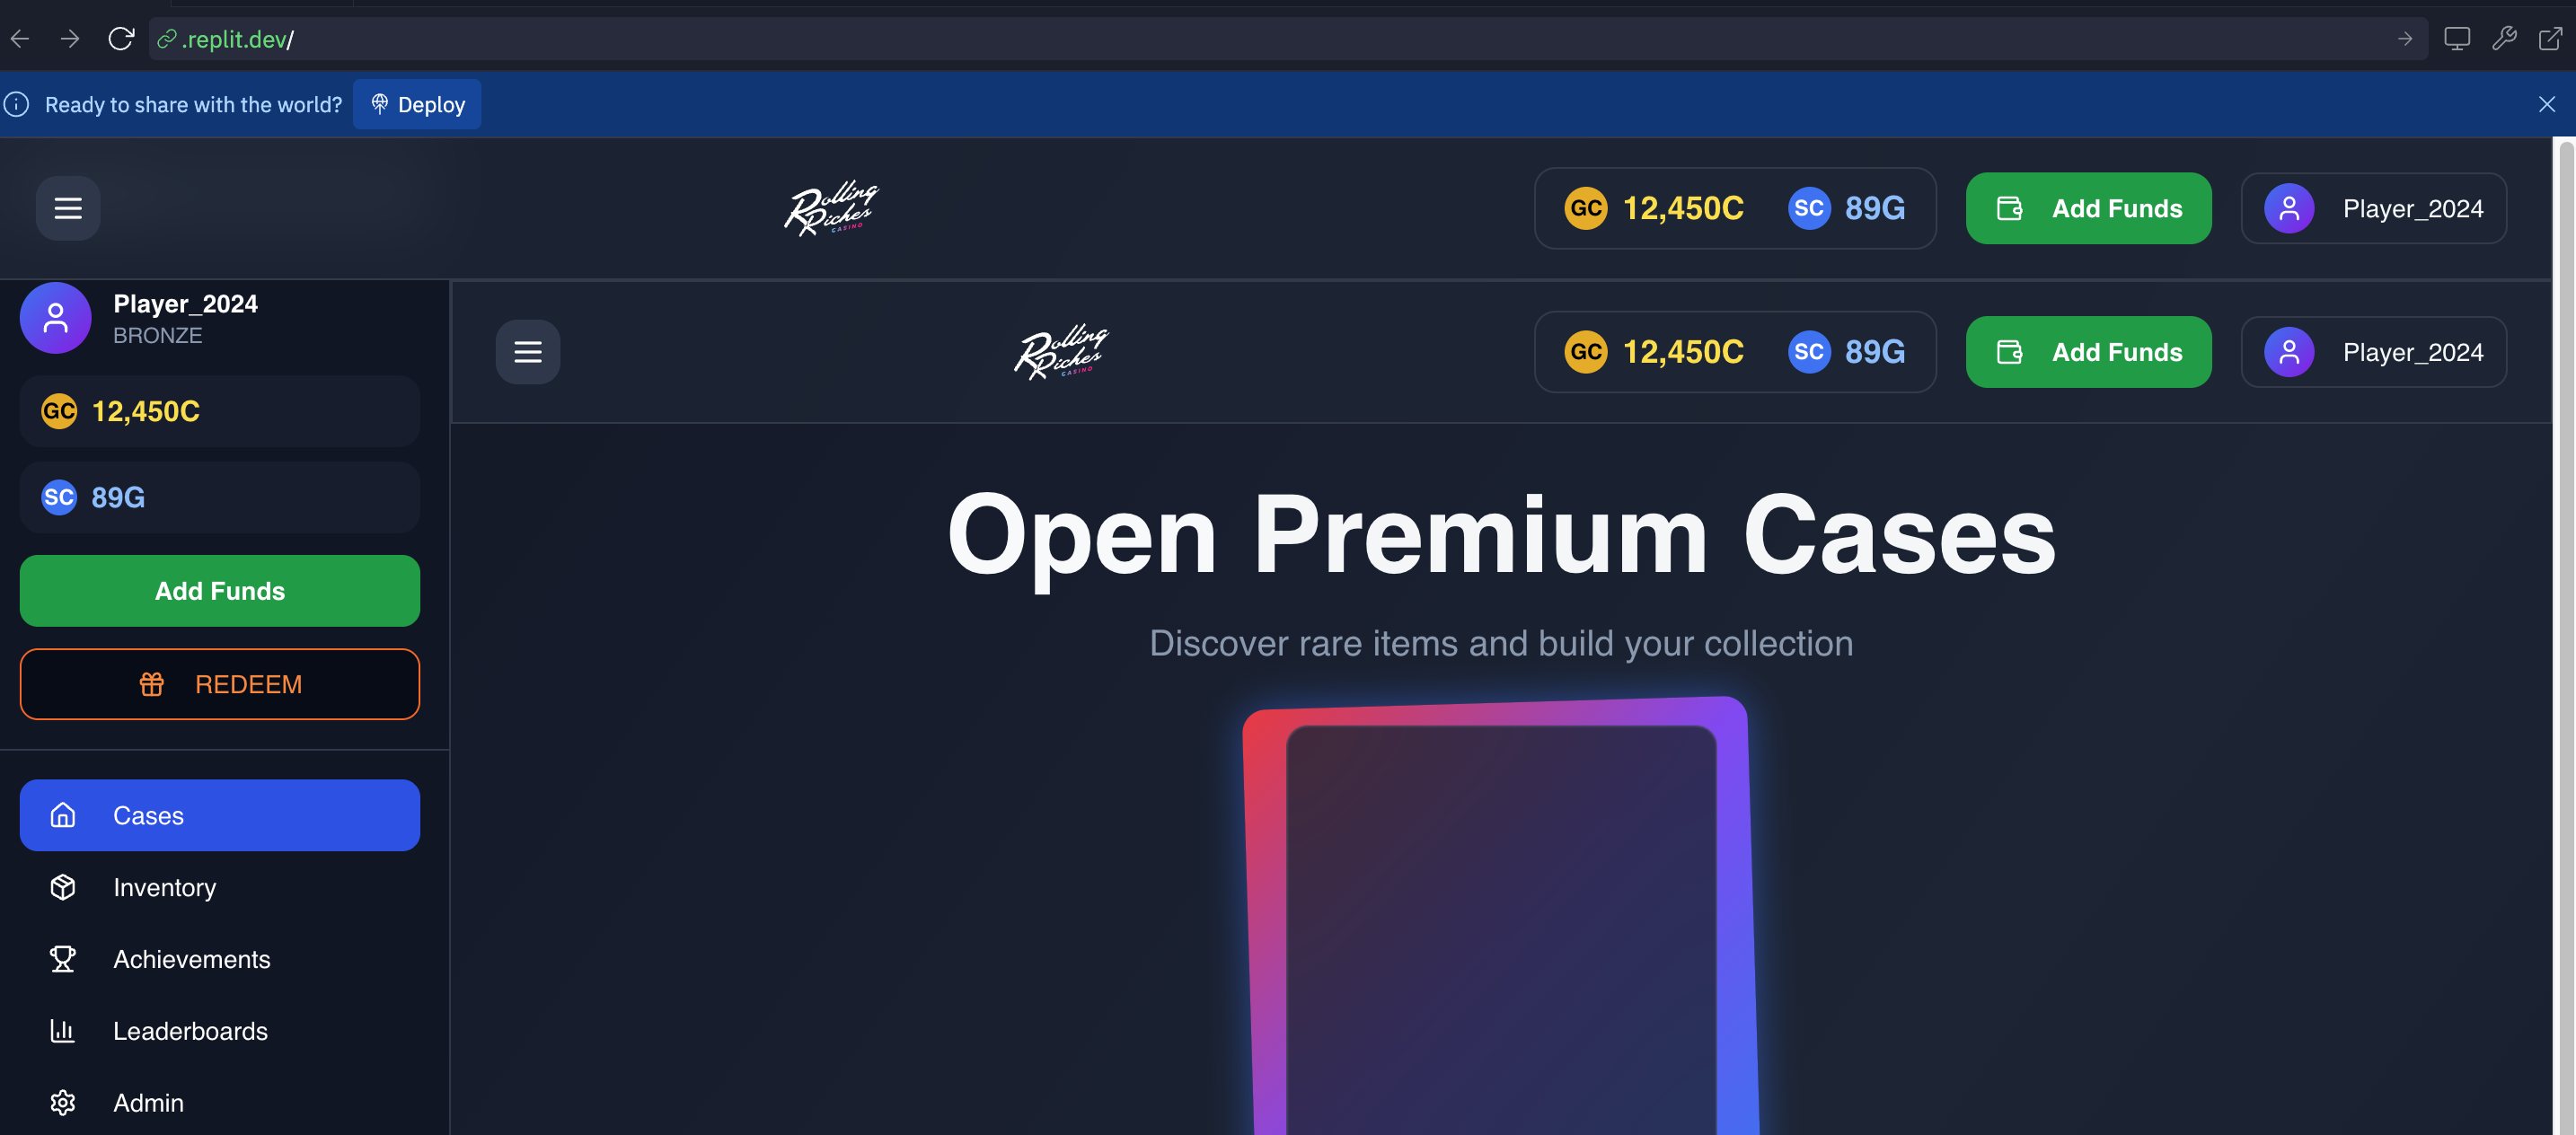 .replit.dev/
Ready to share with the world? Deploy
Rolling
Riches
CASINO
GC 12,450C SC 89G Add Funds Player_2024
Player_2024
BRONZE
GC 12,450C
SC 89G
Add Funds
REDEEM
Cases
Inventory
Achievements
Leaderboards
Admin
Rolling
Riches
CASINO
GC 12,450C SC 89G Add Funds Player_2024
Open Premium Cases
Discover rare items and build your collection